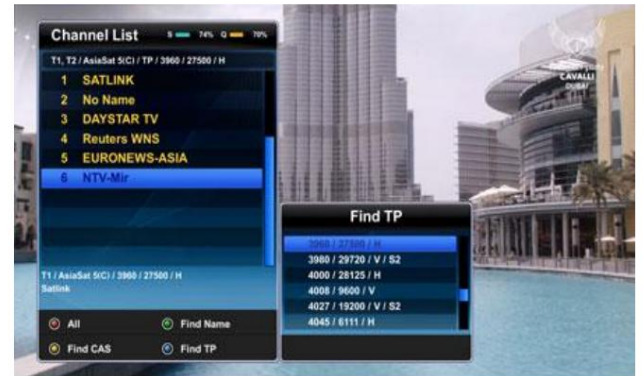 Channel List S 74% Q 70%
T1, T2 / AsiaSat 5(C) / TP / 3960 / 27500 / H
1 SATLINK
2 No Name
3 DAYSTAR TV
4 Reuters WNS
5 EURONEWS-ASIA
6 NTV-Mir
T1 / AsiaSat 5(C) / 3960 / 27500 / H
Satlink
All
Find Name
Find CAS
Find TP
Find TP
3960 / 27500 / H
3980 / 29720 / V / S2
4000 / 28125 / H
4008 / 9600 / V
4027 / 19200 / V / S2
4045 / 6111 / H
CAVALLI
DUBAI